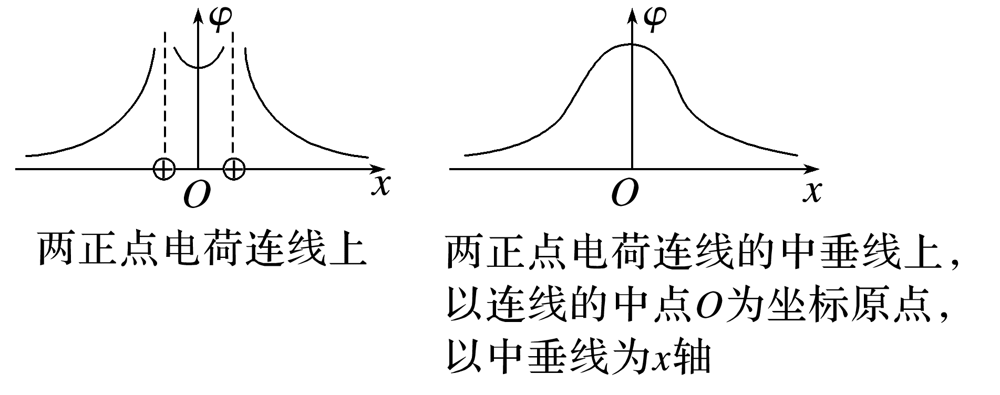 φ
O
x
两正点电荷连线上
φ
O
x
两正点电荷连线的中垂线上，
以连线的中点O为坐标原点，
以中垂线为x轴